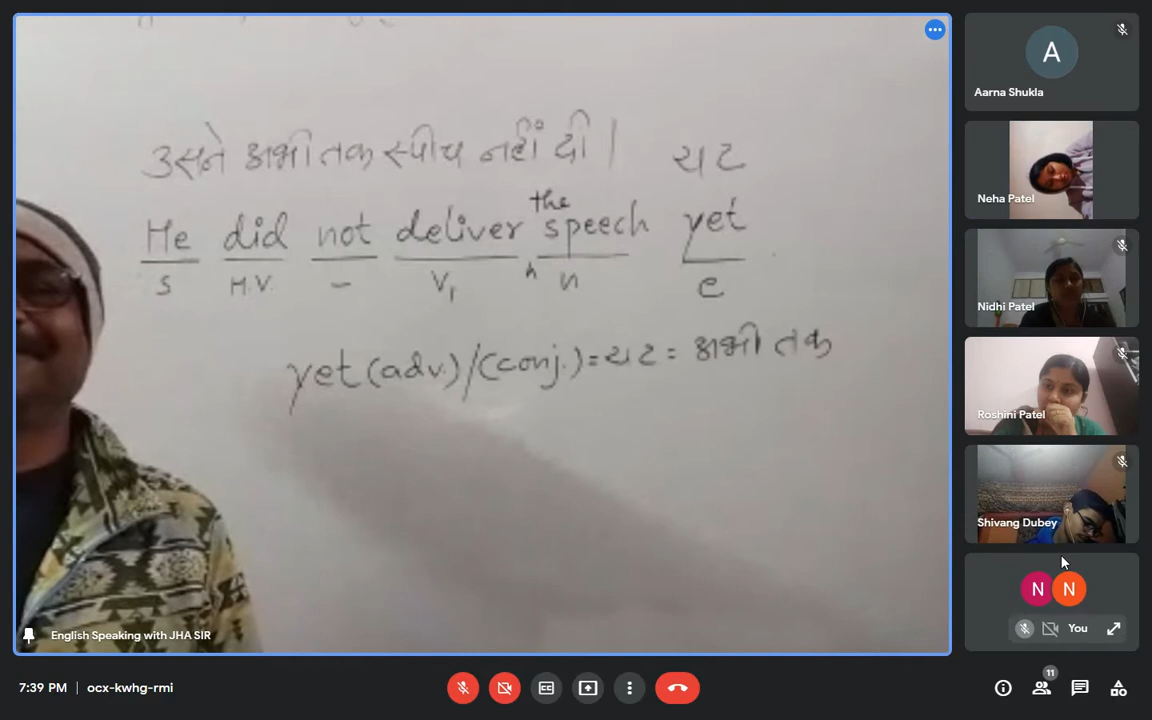 उसने अभी तक स्पीच नहीं दी। यट
the
He did not deliver speech yet
S HV - V1 n e
yet (adv.)/(conj.) = यट = अभी तक
English Speaking with JHA SIR
A
Aarna Shukla
Neha Patel
Nidhi Patel
Roshini Patel
Shivang Dubey
N N
You
7:39 PM | ocx-kwhg-rmi
11